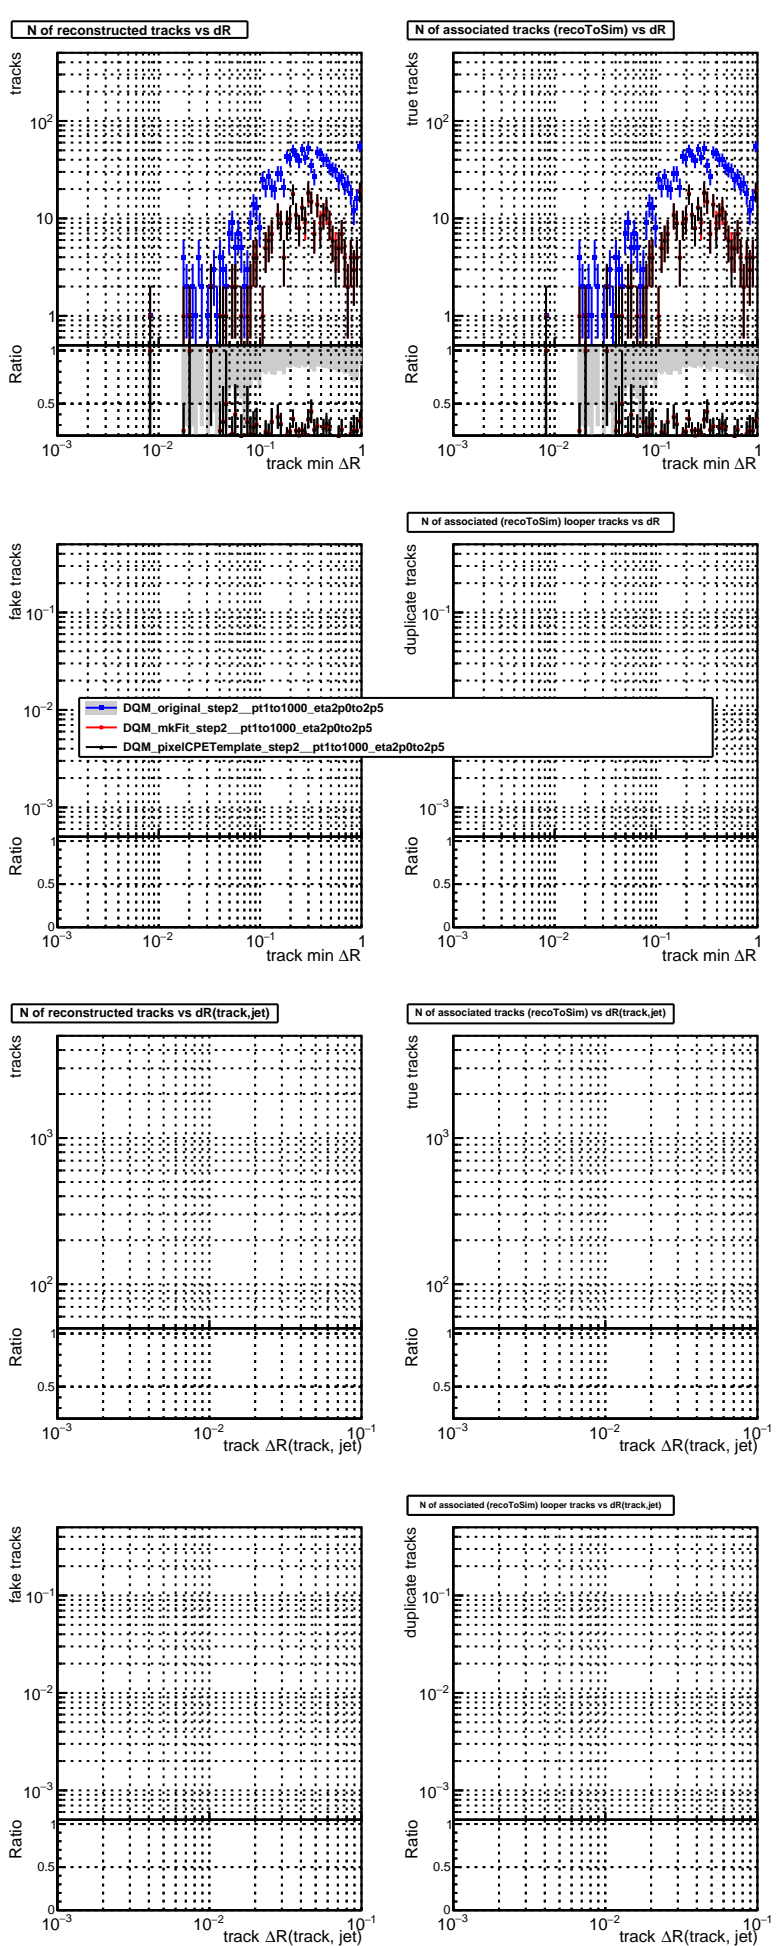 N of reconstructed tracks vs dR
tracks
10²
10
1
Ratio
1
0.5
10⁻³
10⁻²
10⁻¹
1
track min ΔR
N of associated tracks (recoToSim) vs dR
true tracks
10²
10
1
Ratio
1
0.5
10⁻³
10⁻²
10⁻¹
1
track min ΔR
fake tracks
10⁻¹
10⁻²
10⁻³
Ratio
1
0.5
0
10⁻³
10⁻²
10⁻¹
1
track min ΔR
N of associated (recoToSim) looper tracks vs dR
duplicate tracks
10⁻¹
10⁻³
Ratio
1
0.5
0
10⁻³
10⁻²
10⁻¹
1
track min ΔR
DQM_original_step2__pt1to1000_eta2p0to2p5
DQM_mkFit_step2__pt1to1000_eta2p0to2p5
DQM_pixelCPETemplate_step2__pt1to1000_eta2p0to2p5
N of reconstructed tracks vs dR(track,jet)
tracks
10³
10²
Ratio
1
0.5
10⁻³
10⁻²
10⁻¹
track ΔR(track, jet)
N of associated tracks (recoToSim) vs dR(track,jet)
true tracks
10³
10²
Ratio
1
0.5
10⁻³
10⁻²
10⁻¹
track ΔR(track, jet)
fake tracks
10⁻¹
10⁻²
10⁻³
Ratio
1
0.5
0
10⁻³
10⁻²
10⁻¹
track ΔR(track, jet)
N of associated (recoToSim) looper tracks vs dR(track,jet)
duplicate tracks
10⁻¹
10⁻²
10⁻³
Ratio
1
0.5
0
10⁻³
10⁻²
10⁻¹
track ΔR(track, jet)